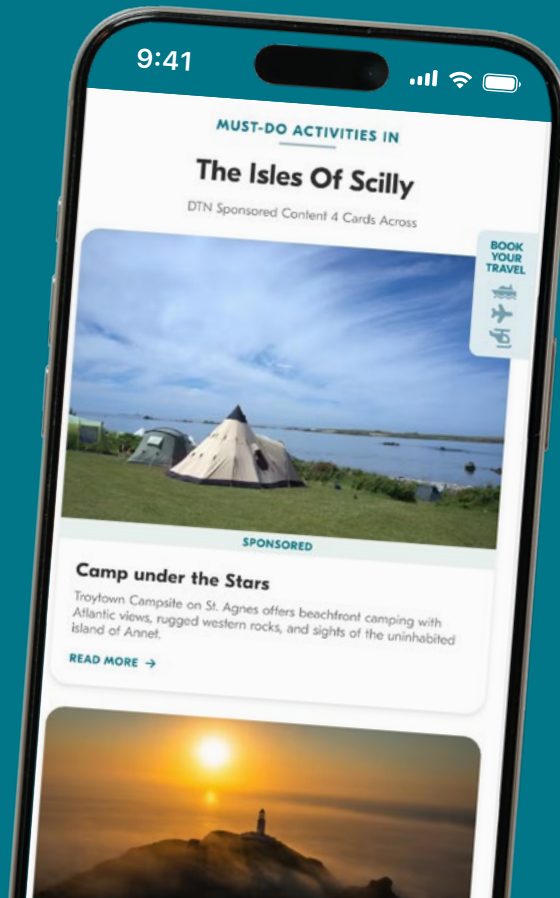 9:41
MUST-DO ACTIVITIES IN
The Isles Of Scilly
DTN Sponsored Content 4 Cards Across
BOOK
YOUR
TRAVEL
SPONSORED
Camp under the Stars
Troytown Campsite on St. Agnes offers beachfront camping with
Atlantic views, rugged western rocks, and sights of the uninhabited
island of Annet.
READ MORE →